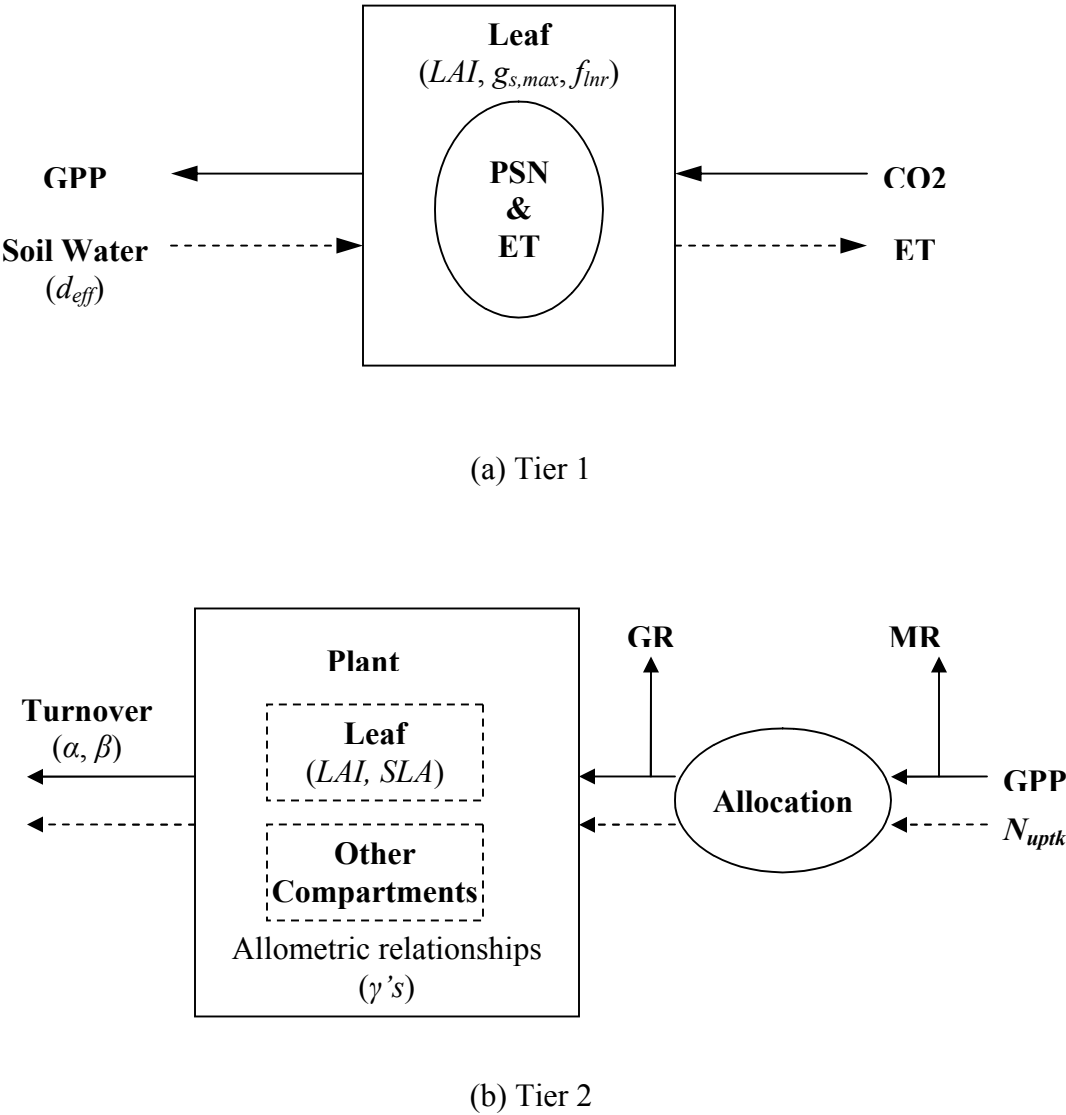 Leaf
(LAI, gs,max, flnr)
GPP
PSN
&
ET
CO2
Soil Water
(deff)
ET
(a) Tier 1
GR
MR
Plant
Turnover
(α, β)
Leaf
(LAI, SLA)
Allocation
GPP
Nuptk
Other
Compartments
Allometric relationships
(γ’s)
(b) Tier 2